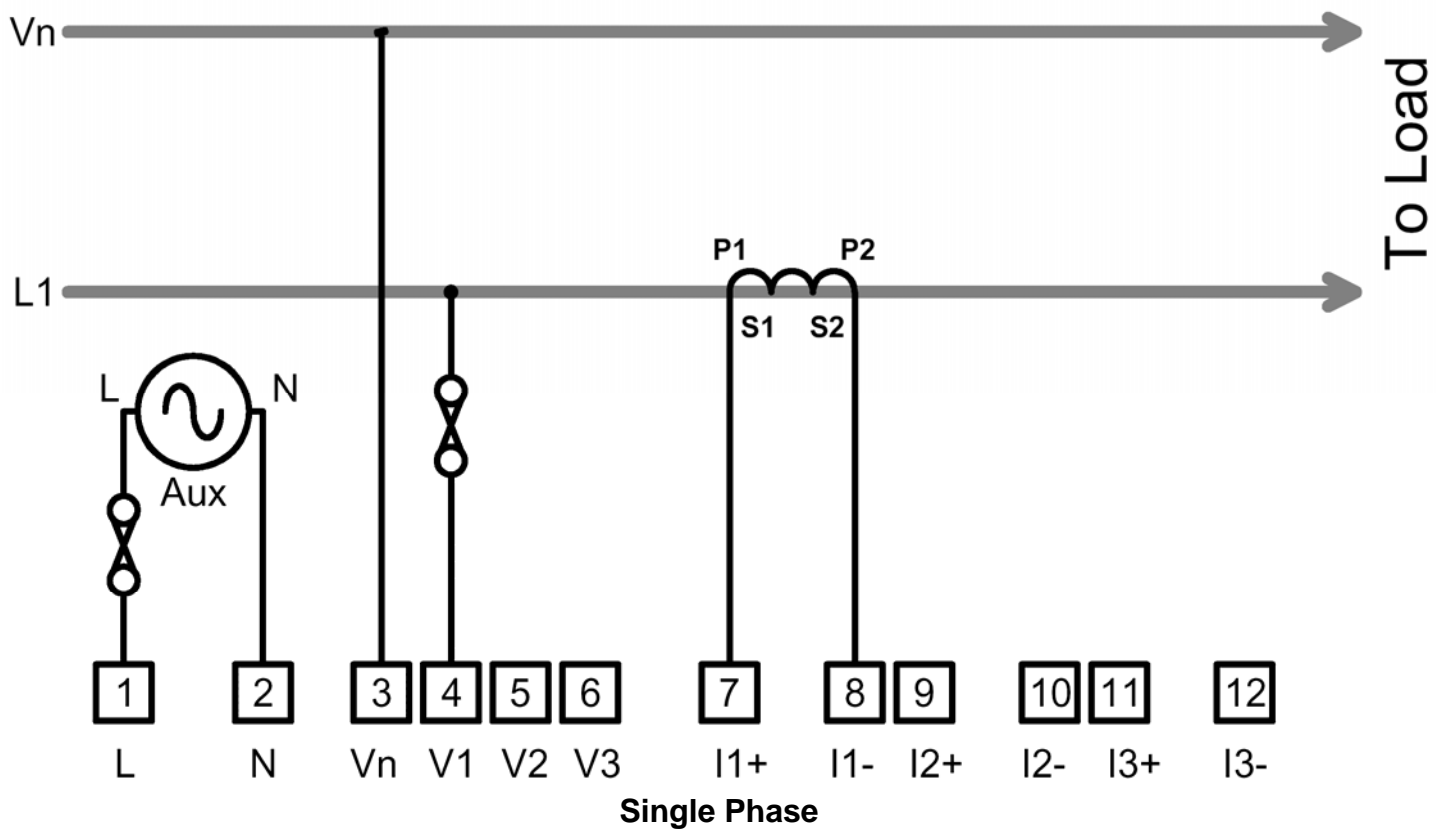 Vn
To Load
P1 P2
L1
S1 S2
L N
Aux
1 2 3 4 5 6 7 8 9 10 11 12
L N Vn V1 V2 V3 I1+ I1- I2+ I2- I3+ I3-
Single Phase